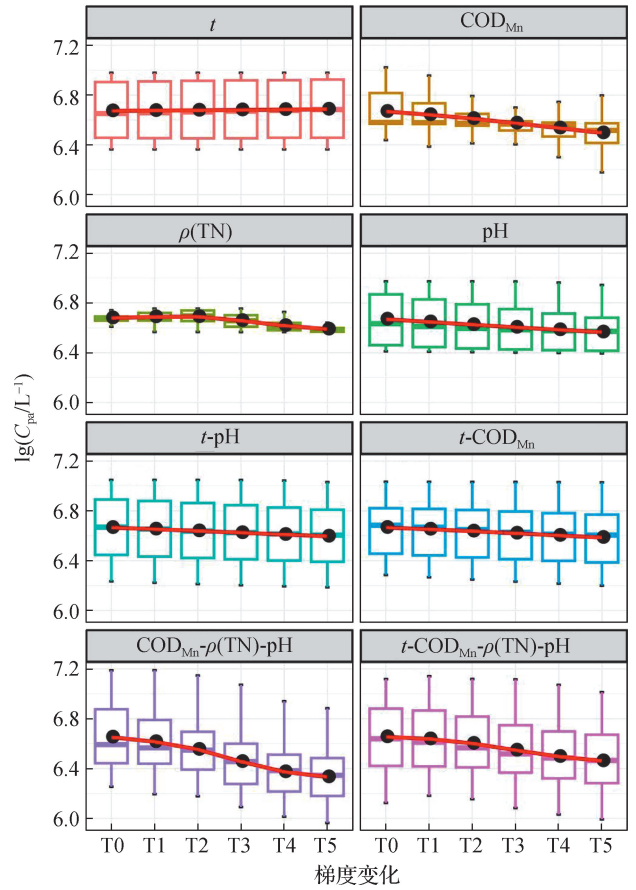 t
COD_Mn
7.2
6.8
6.4
6.0
ρ(TN)
pH
7.2
6.8
6.4
6.0
lg(C_pa/L⁻¹)
t-pH
t-COD_Mn
7.2
6.8
6.4
6.0
COD_Mn-ρ(TN)-pH
t-COD_Mn-ρ(TN)-pH
7.2
6.8
6.4
6.0
T0 T1 T2 T3 T4 T5 T0 T1 T2 T3 T4 T5
梯度变化